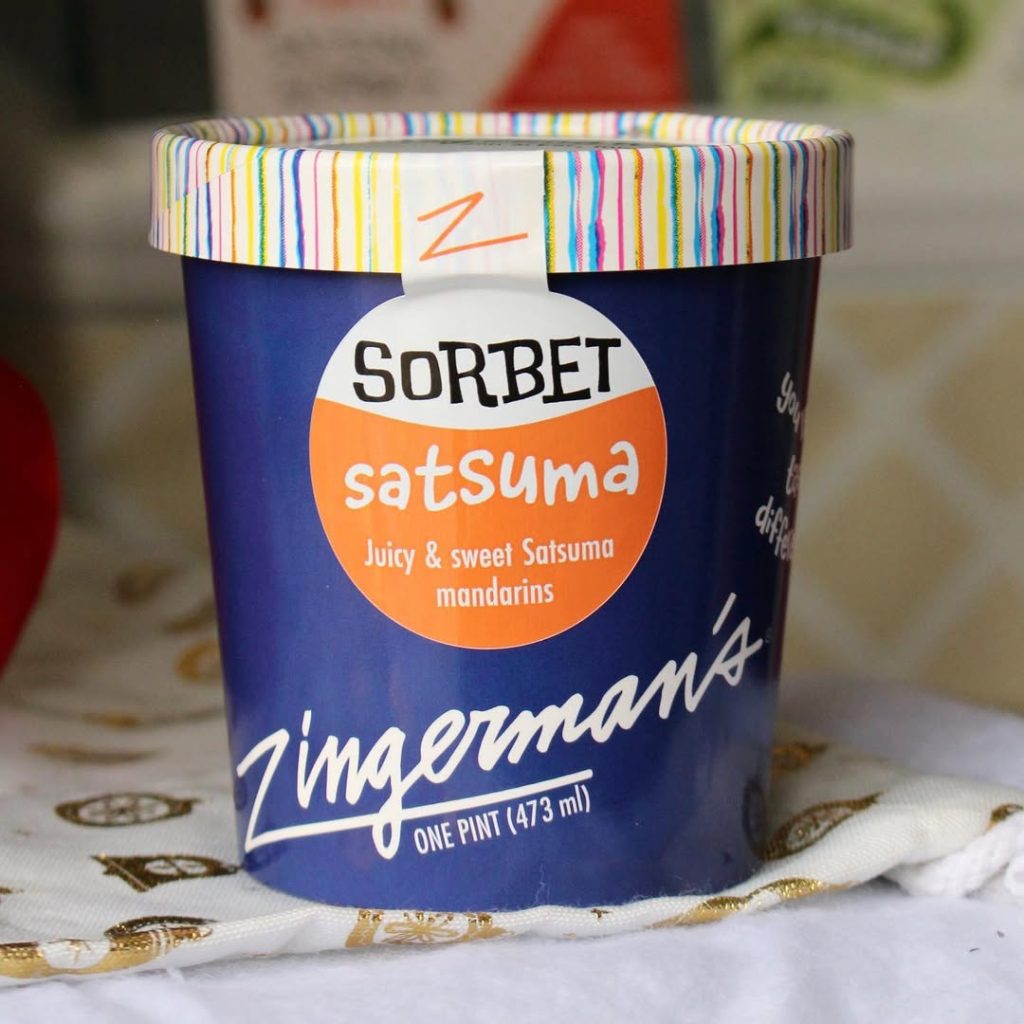 Z
SORBET
satsuma
Juicy & sweet Satsuma
mandarins
Zingerman's
ONE PINT (473 ml)